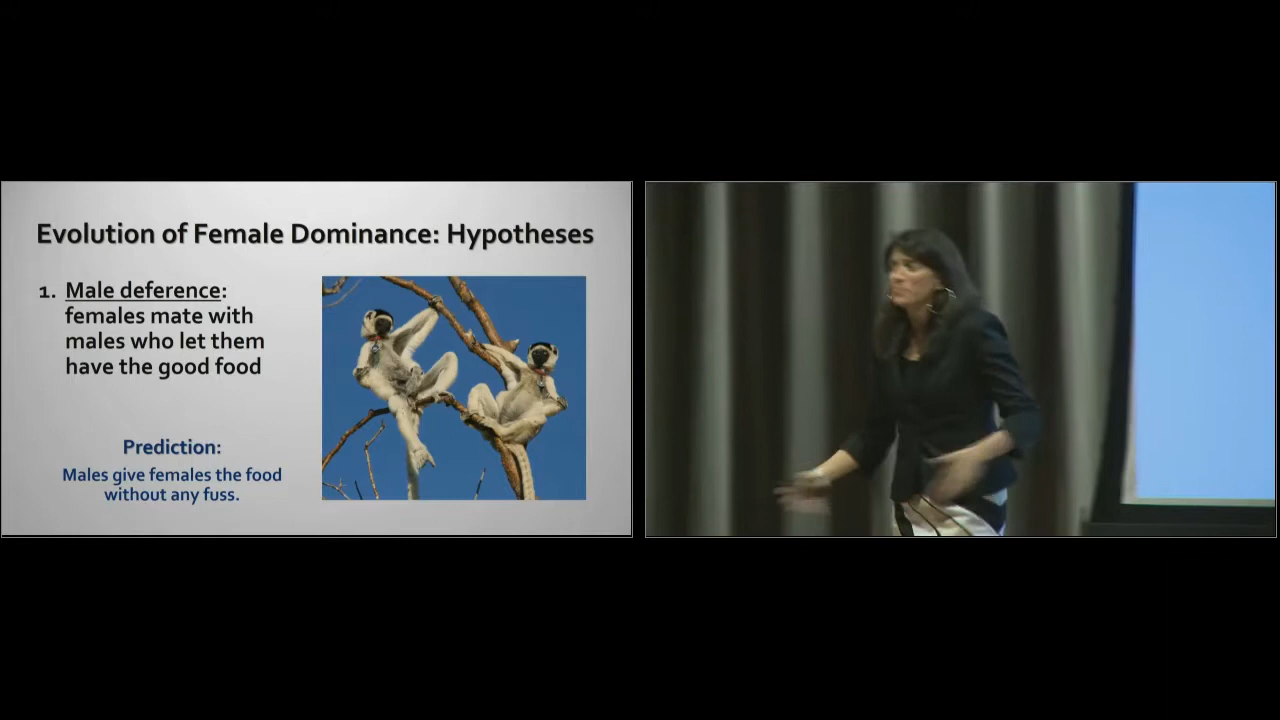 Evolution of Female Dominance: Hypotheses
1. Male deference:
females mate with
males who let them
have the good food
Prediction:
Males give females the food
without any fuss.